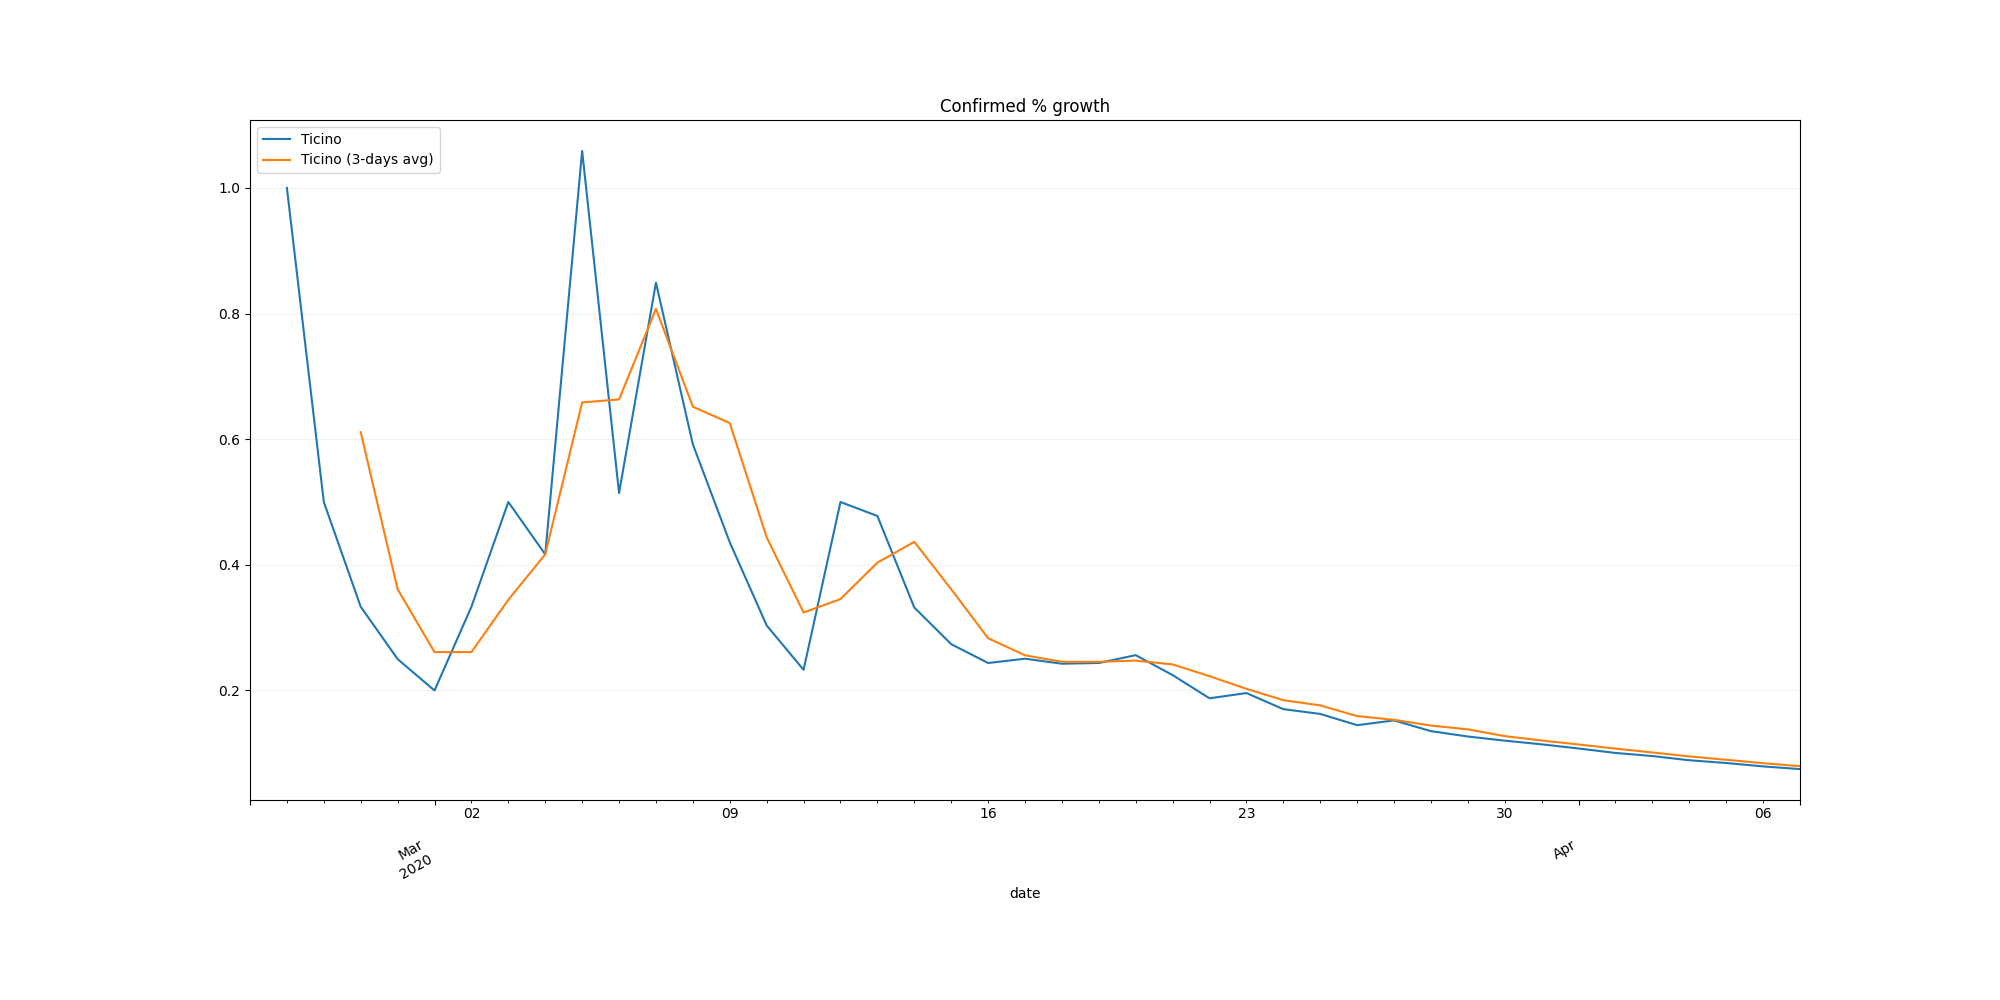 Confirmed % growth
Ticino
Ticino (3-days avg)
1.0
0.8
0.6
0.4
0.2
02
09
16
23
30
06
Mar
2020
Apr
date